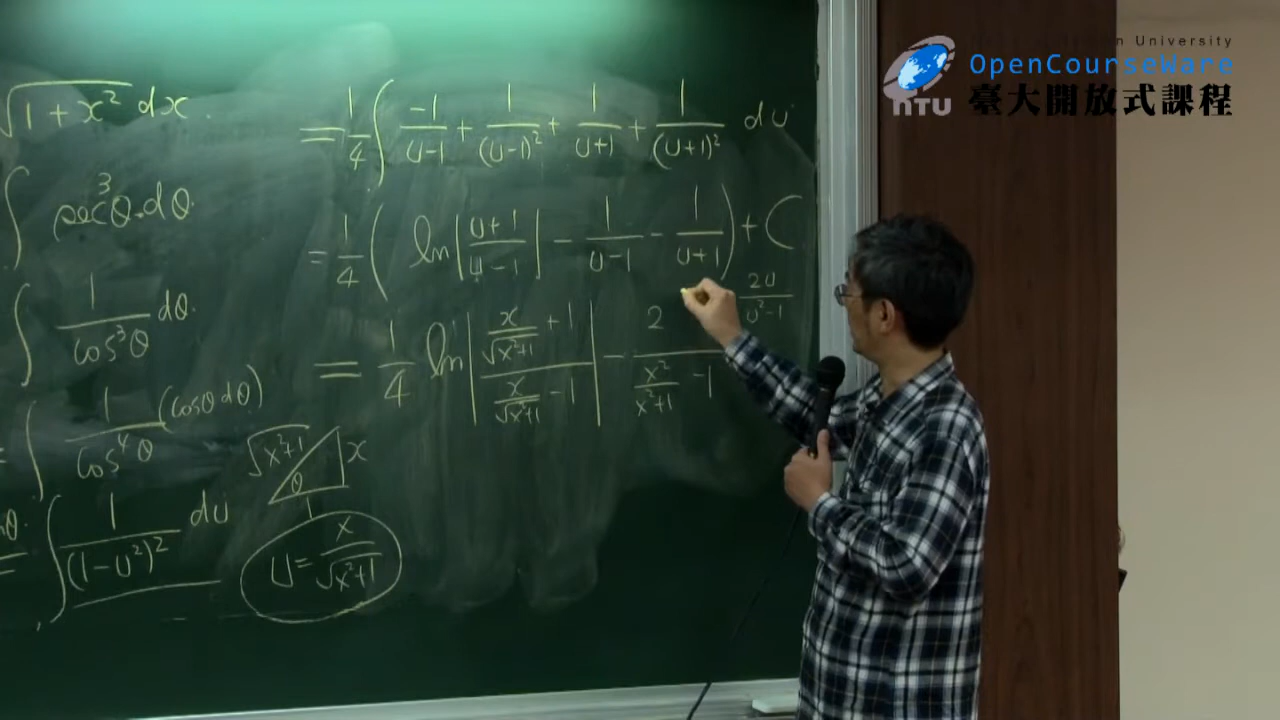 University
OpenCourseWare
NTU 臺大開放式課程
√(1 + x²) dx.
∫ sec³θ·dθ
∫ 1/cos³θ dθ.
∫ 1/cos⁴θ (cosθ dθ)
√(x²+1) θ x 1
∫ 1/(1-u²)² du
u = x/√(x²+1)
= 1/4 ∫ -1/(u-1) + 1/(u-1)² + 1/(u+1) + 1/(u+1)² du
= 1/4 ( ln|(u+1)/(u-1)| - 1/(u-1) - 1/(u+1) ) + C
2u/(u²-1)
= 1/4 ln|(x/√(x²+1) + 1)/(x/√(x²+1) - 1)| - 2/(x²/(x²+1) - 1)